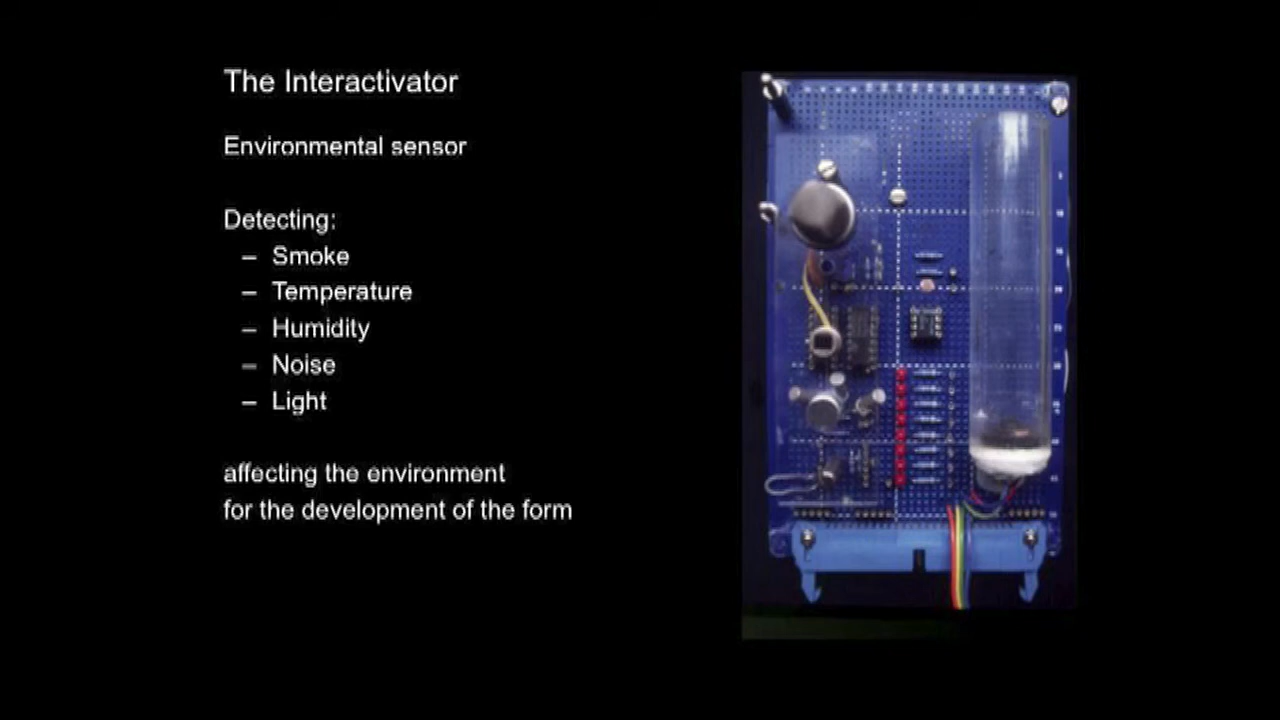 The Interactivator
Environmental sensor
Detecting:
– Smoke
– Temperature
– Humidity
– Noise
– Light
affecting the environment
for the development of the form